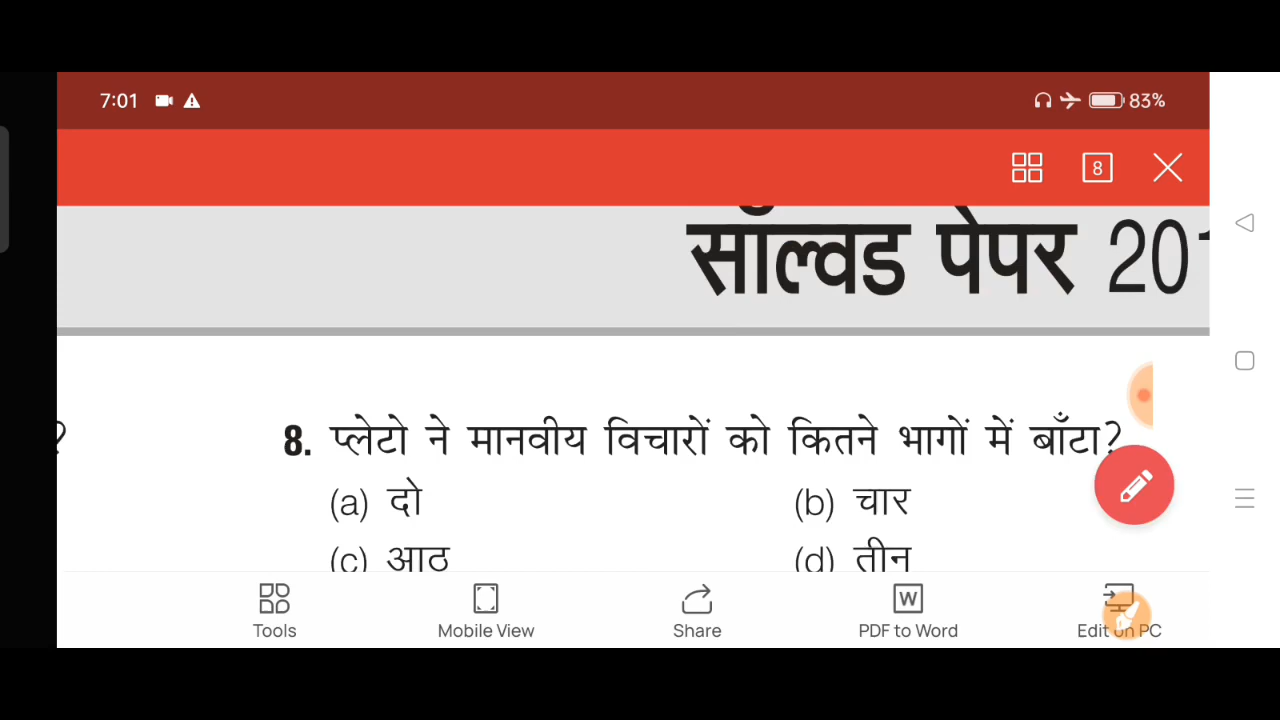 7:01 83%
8
सॉल्वड पेपर 20
?
8. प्लेटो ने मानवीय विचारों को कितने भागों में बाँटा?
(a) दो (b) चार
(c) आठ (d) तीन
W
Tools Mobile View Share PDF to Word Edit on PC